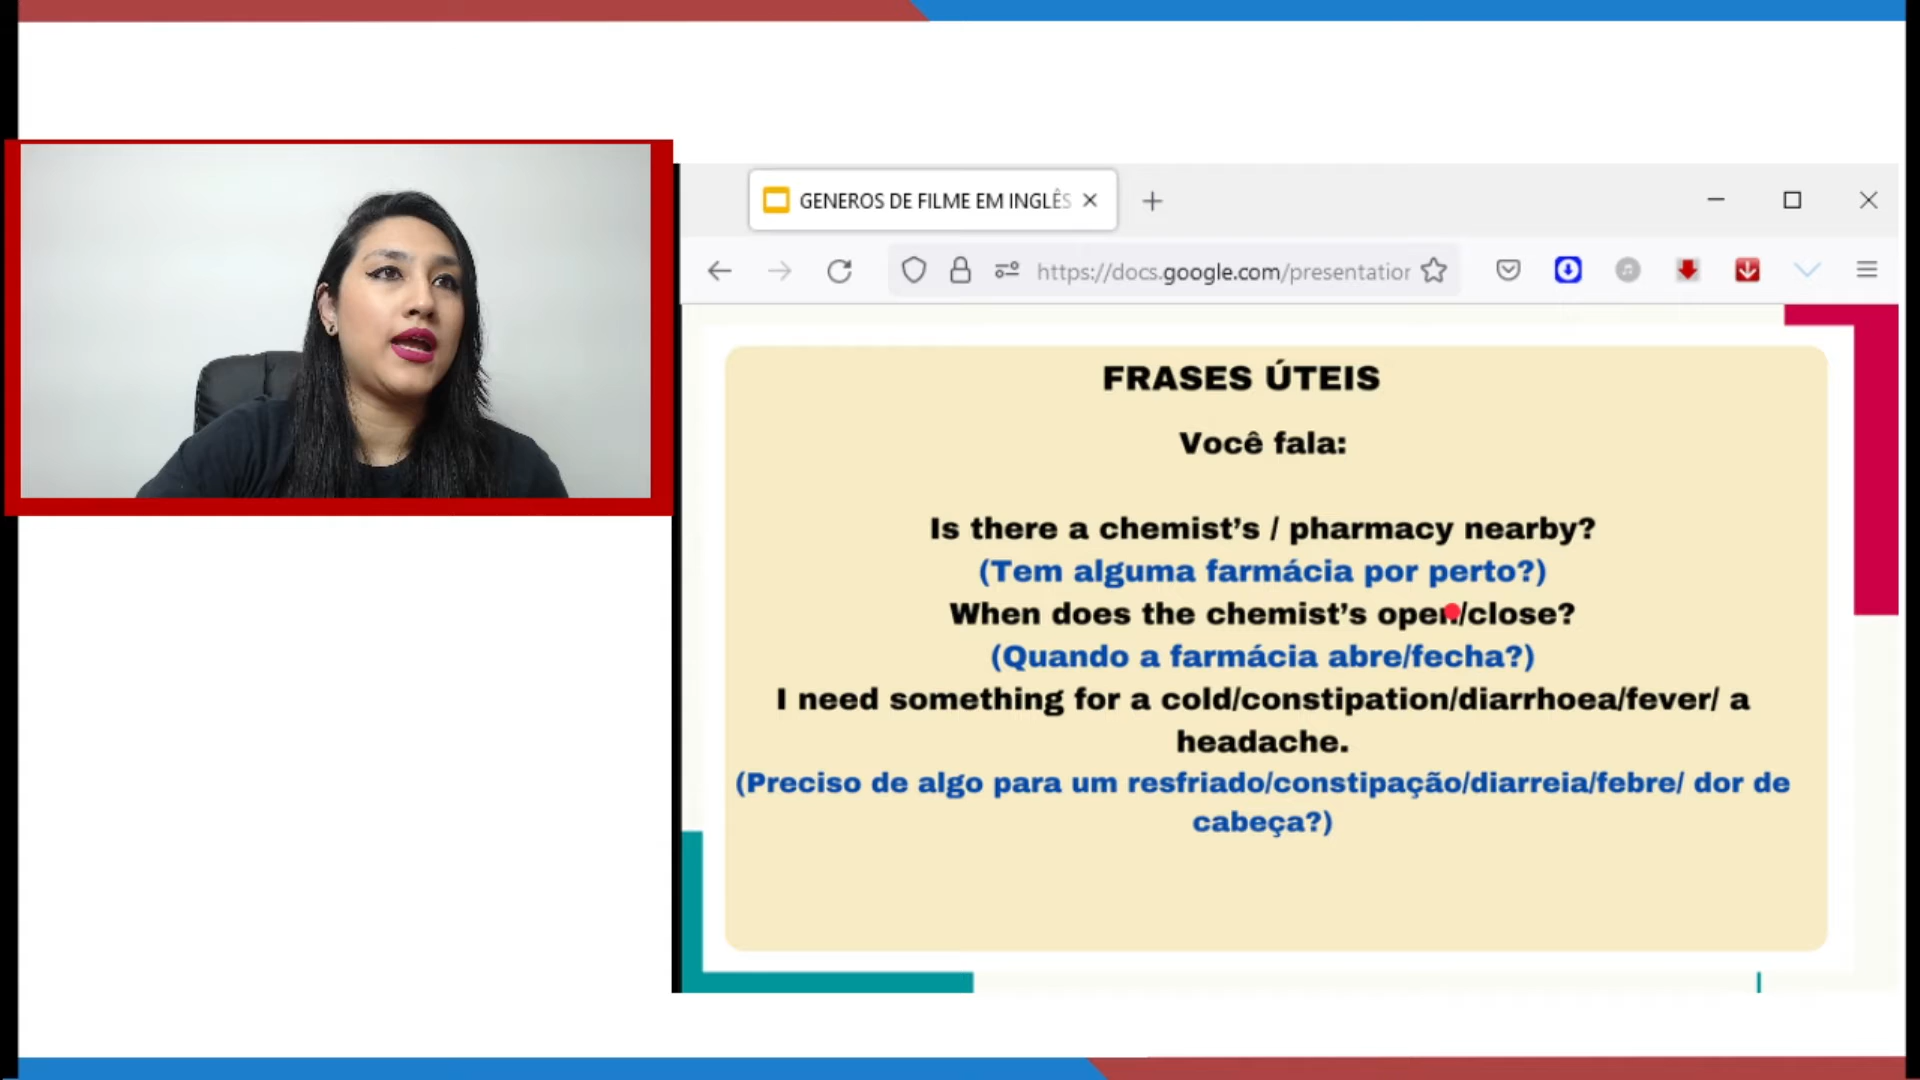 GENEROS DE FILME EM INGLÊS
https://docs.google.com/presentation
FRASES ÚTEIS
Você fala:
Is there a chemist's / pharmacy nearby?
(Tem alguma farmácia por perto?)
When does the chemist's open/close?
(Quando a farmácia abre/fecha?)
I need something for a cold/constipation/diarrhoea/fever/ a
headache.
(Preciso de algo para um resfriado/constipação/diarreia/febre/ dor de
cabeça?)